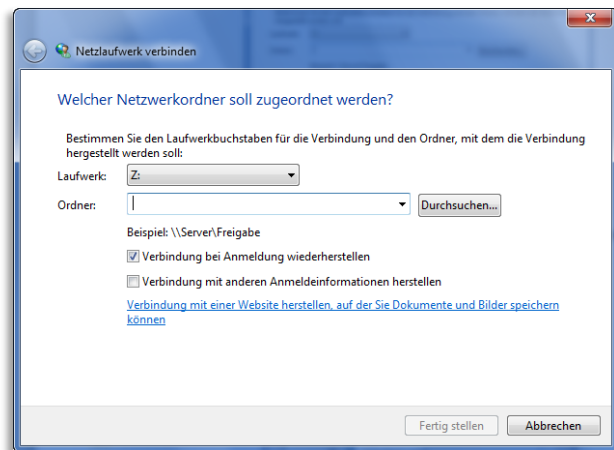 Netzlaufwerk verbinden
Welcher Netzwerkordner soll zugeordnet werden?
Bestimmen Sie den Laufwerkbuchstaben für die Verbindung und den Ordner, mit dem die Verbindung
hergestellt werden soll:
Laufwerk: Z:
Ordner: Durchsuchen...
Beispiel: \\Server\Freigabe
Verbindung bei Anmeldung wiederherstellen
Verbindung mit anderen Anmeldeinformationen herstellen
Verbindung mit einer Website herstellen, auf der Sie Dokumente und Bilder speichern
können
Fertig stellen Abbrechen